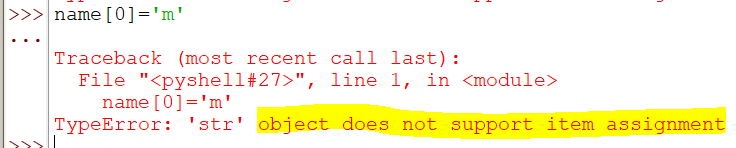 >>> name[0]='m'
...
Traceback (most recent call last):
  File "<pyshell#27>", line 1, in <module>
    name[0]='m'
TypeError: 'str' object does not support item assignment
>>>